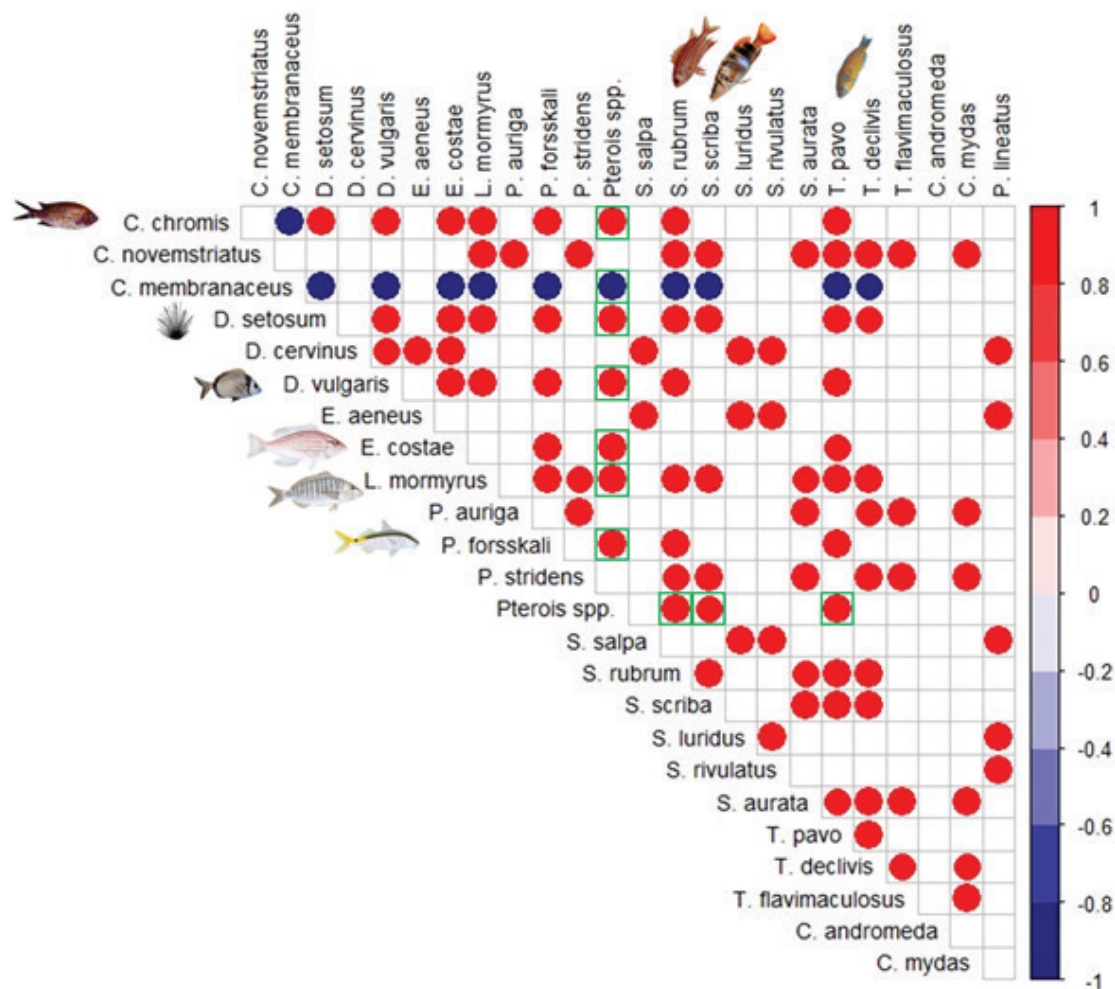 C. novemstriatus
C. membranaceus
D. setosum
D. cervinus
D. vulgaris
E. aeneus
E. costae
L. mormyrus
P. auriga
P. forsskali
P. stridens
Pterois spp.
S. salpa
S. rubrum
S. scriba
S. luridus
S. rivulatus
S. aurata
T. pavo
T. declivis
T. flavimaculosus
C. andromeda
C. mydas
P. lineatus
C. chromis
C. novemstriatus
C. membranaceus
D. setosum
D. cervinus
D. vulgaris
E. aeneus
E. costae
L. mormyrus
P. auriga
P. forsskali
P. stridens
Pterois spp.
S. salpa
S. rubrum
S. scriba
S. luridus
S. rivulatus
S. aurata
T. pavo
T. declivis
T. flavimaculosus
C. andromeda
C. mydas
1
0.8
0.6
0.4
0.2
0
-0.2
-0.4
-0.6
-0.8
-1